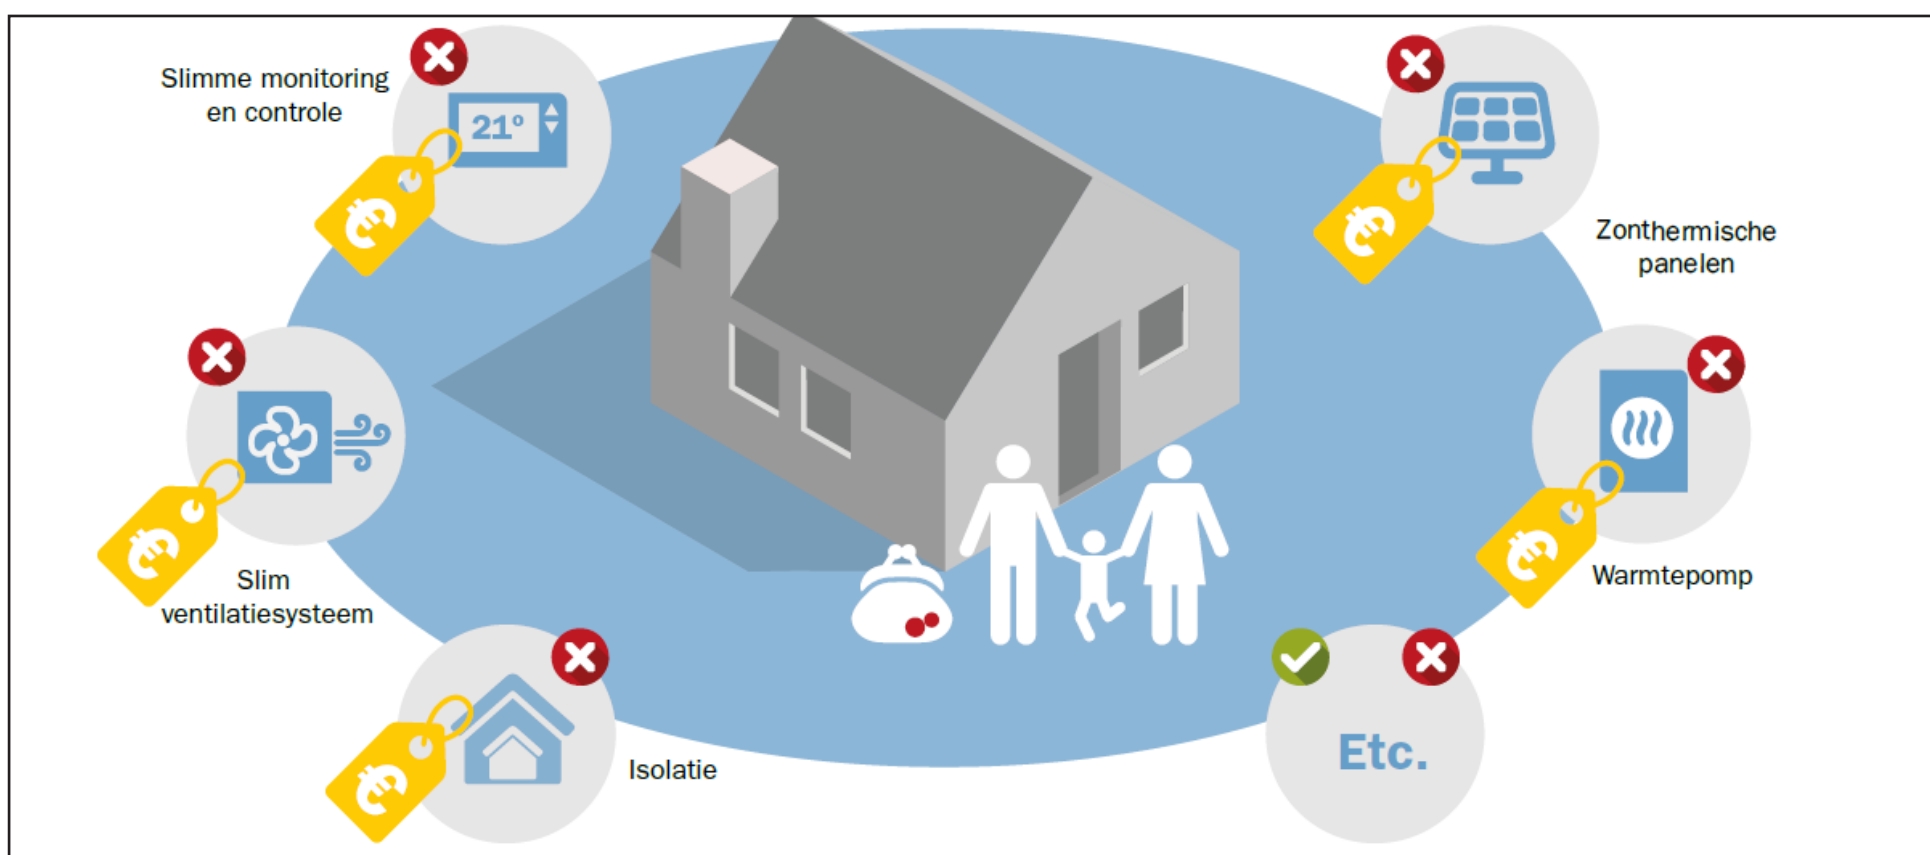 Slimme monitoring
en controle
21°
€
€
Zonthermische
panelen
€
Slim
ventilatiesysteem
€
Warmtepomp
€
Isolatie
Etc.